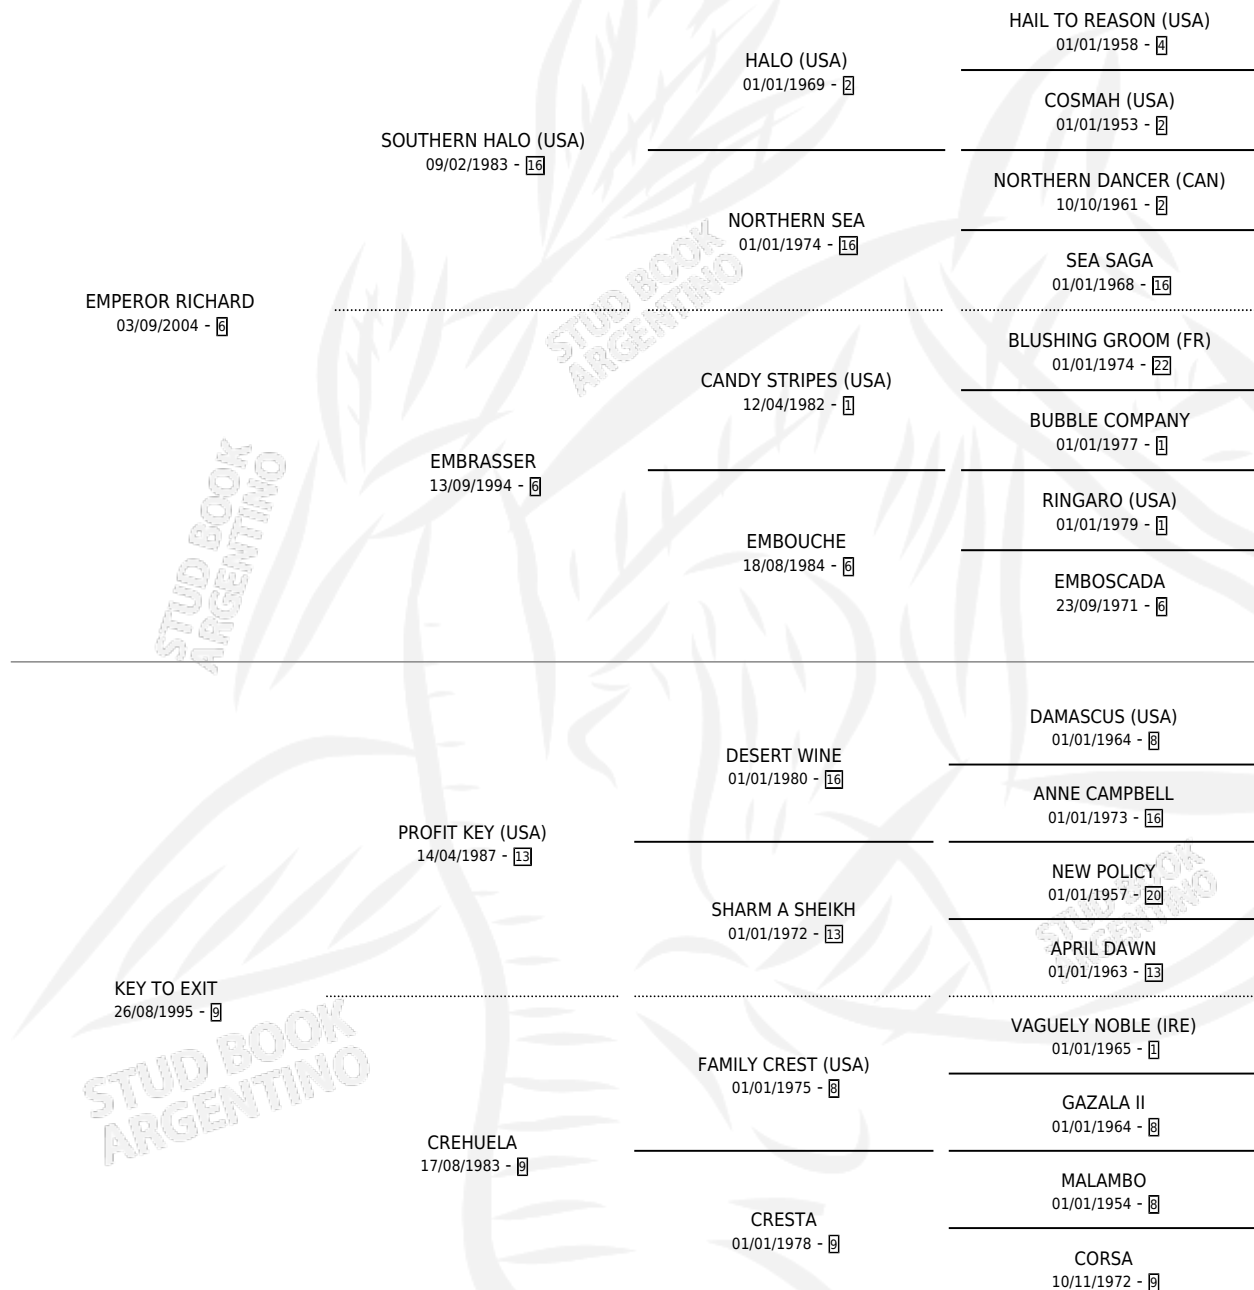 HAIL TO REASON (USA)
01/01/1958 - 4
HALO (USA)
01/01/1969 - 2
COSMAH (USA)
01/01/1953 - 2
SOUTHERN HALO (USA)
09/02/1983 - 16
NORTHERN DANCER (CAN)
10/10/1961 - 2
NORTHERN SEA
01/01/1974 - 16
SEA SAGA
01/01/1968 - 16
EMPEROR RICHARD
03/09/2004 - 6
STUD BOOK
ARGENTINO
BLUSHING GROOM (FR)
01/01/1974 - 22
CANDY STRIPES (USA)
12/04/1982 - 1
BUBBLE COMPANY
01/01/1977 - 1
EMBRASSER
13/09/1994 - 6
RINGARO (USA)
01/01/1979 - 1
EMBOUCHE
18/08/1984 - 6
EMBOSCADA
23/09/1971 - 6
STUD BOOK
ARGENTINO
DAMASCUS (USA)
01/01/1964 - 8
DESERT WINE
01/01/1980 - 16
ANNE CAMPBELL
01/01/1973 - 16
PROFIT KEY (USA)
14/04/1987 - 13
NEW POLICY
01/01/1957 - 20
SHARM A SHEIKH
01/01/1972 - 13
STUD BOOK
ARGENTINO
APRIL DAWN
01/01/1963 - 13
KEY TO EXIT
26/08/1995 - 9
VAGUELY NOBLE (IRE)
01/01/1965 - 1
FAMILY CREST (USA)
01/01/1975 - 8
GAZALA II
01/01/1964 - 8
STUD BOOK
ARGENTINO
CREHUELA
17/08/1983 - 9
MALAMBO
01/01/1954 - 8
CRESTA
01/01/1978 - 9
CORSA
10/11/1972 - 9